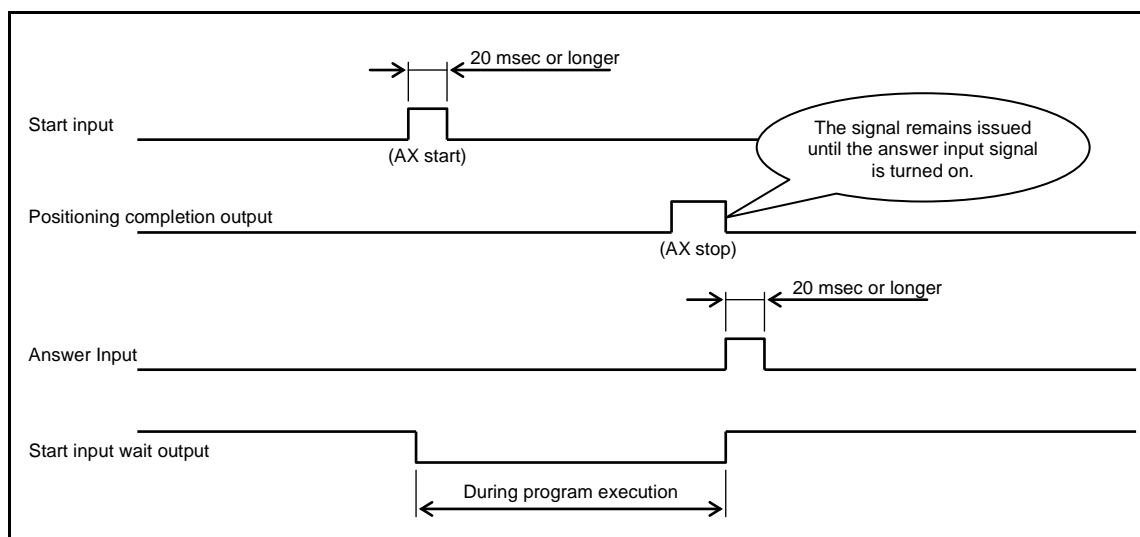 20 msec or longer
Start input
(AX start)
The signal remains issued
until the answer input signal
is turned on.
Positioning completion output
(AX stop)
20 msec or longer
Answer Input
Start input wait output
During program execution